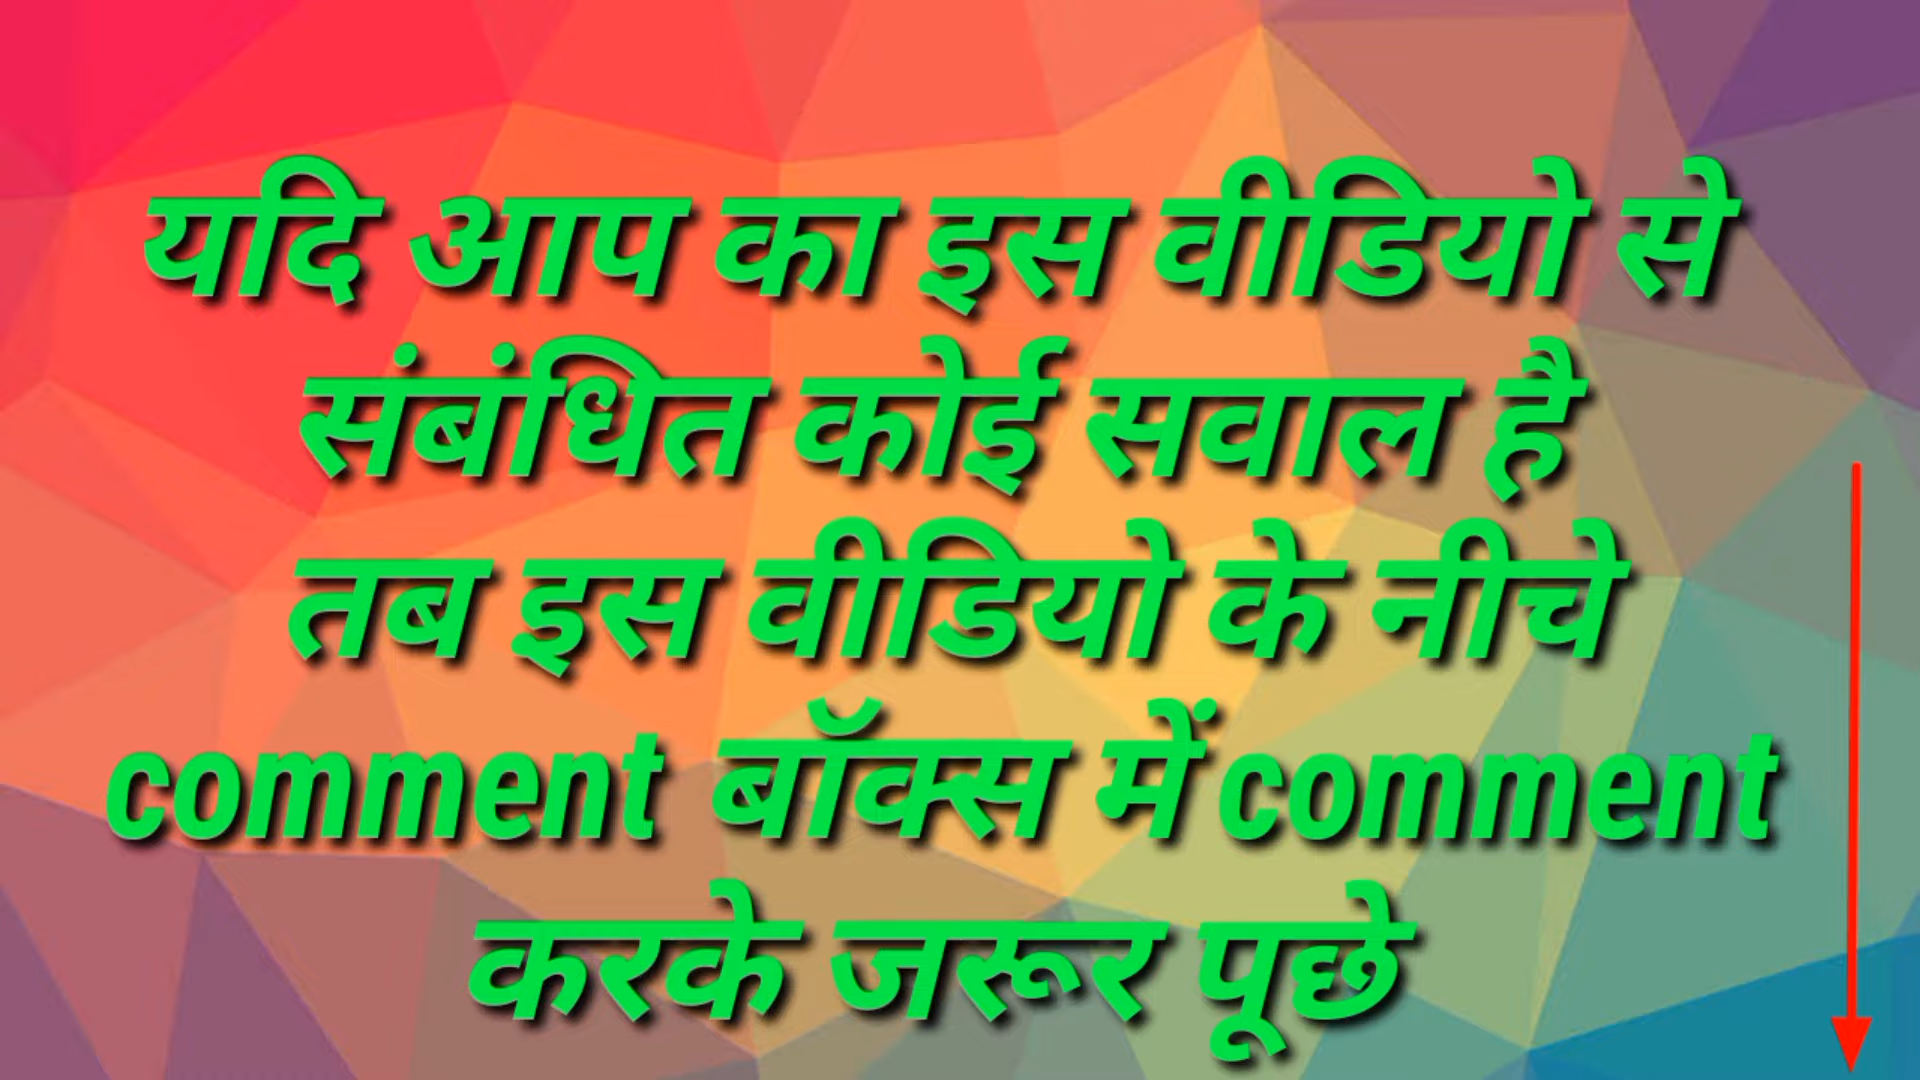 यदि आप का इस वीडियो से
संबंधित कोई सवाल है
तब इस वीडियो के नीचे
comment बॉक्स में comment
करके जरूर पूछे